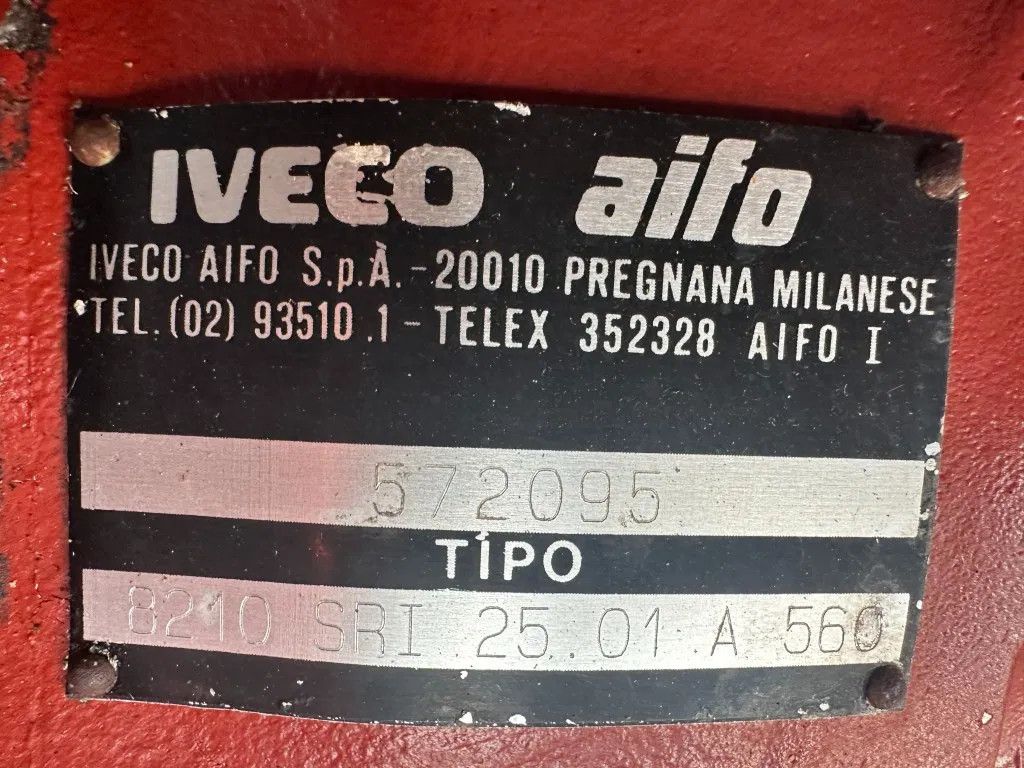 IVECO aifo
IVECO AIFO S.p.A. - 20010 PREGNANA MILANESE
TEL. (02) 93510.1 - TELEX 352328 AIFO I
572095
TIPO
8210 SRI 25.01 A 560